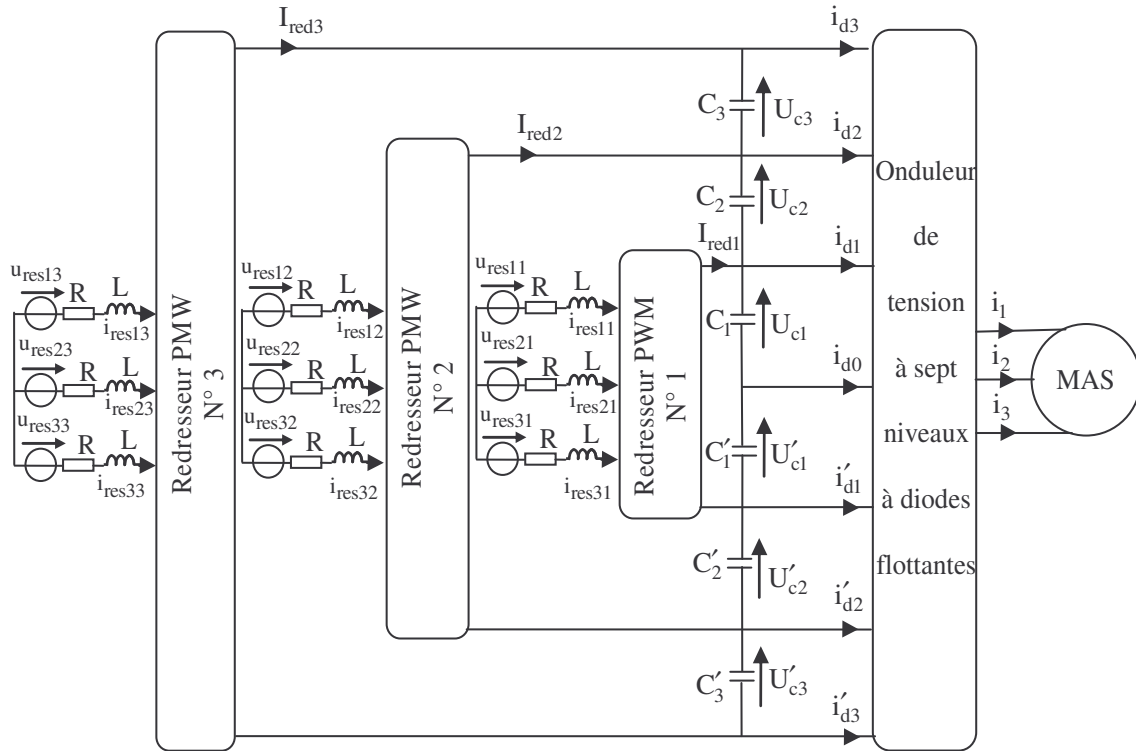 I_red3
i_d3
C_3
U_c3
I_red2
i_d2
C_2
U_c2
I_red1
i_d1
C_1
U_c1
i_d0
C'_1
U'_c1
i'_d1
C'_2
U'_c2
i'_d2
C'_3
U'_c3
i'_d3
u_res13
R
L
i_res13
u_res23
R
L
i_res23
u_res33
R
L
i_res33
Redresseur PMW
N° 3
u_res12
R
L
i_res12
u_res22
R
L
i_res22
u_res32
R
L
i_res32
Redresseur PMW
N° 2
u_res11
R
L
i_res11
u_res21
R
L
i_res21
u_res31
R
L
i_res31
Redresseur PWM
N° 1
Onduleur
de
tension
à sept
niveaux
à diodes
flottantes
i_1
i_2
i_3
MAS